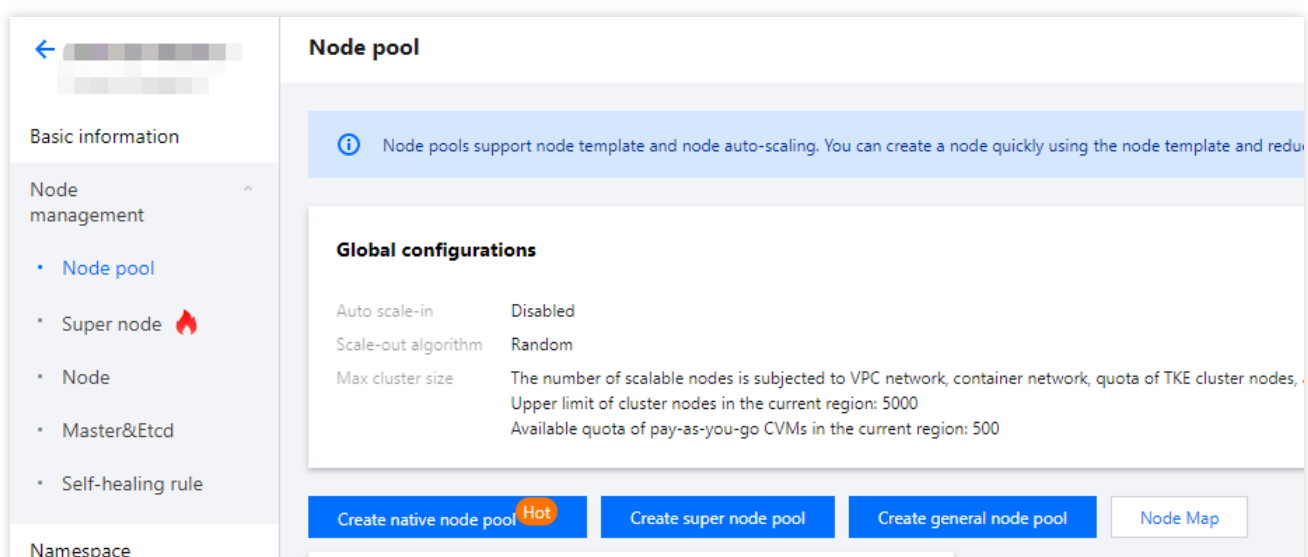 Node pool
Basic information
Node
management
Node pool
Super node
Node
Master&Etcd
Self-healing rule
Namespace
Node pools support node template and node auto-scaling. You can create a node quickly using the node template and redu
Global configurations
Auto scale-in Disabled
Scale-out algorithm Random
Max cluster size The number of scalable nodes is subjected to VPC network, container network, quota of TKE cluster nodes,
Upper limit of cluster nodes in the current region: 5000
Available quota of pay-as-you-go CVMs in the current region: 500
Create native node pool Hot Create super node pool Create general node pool Node Map